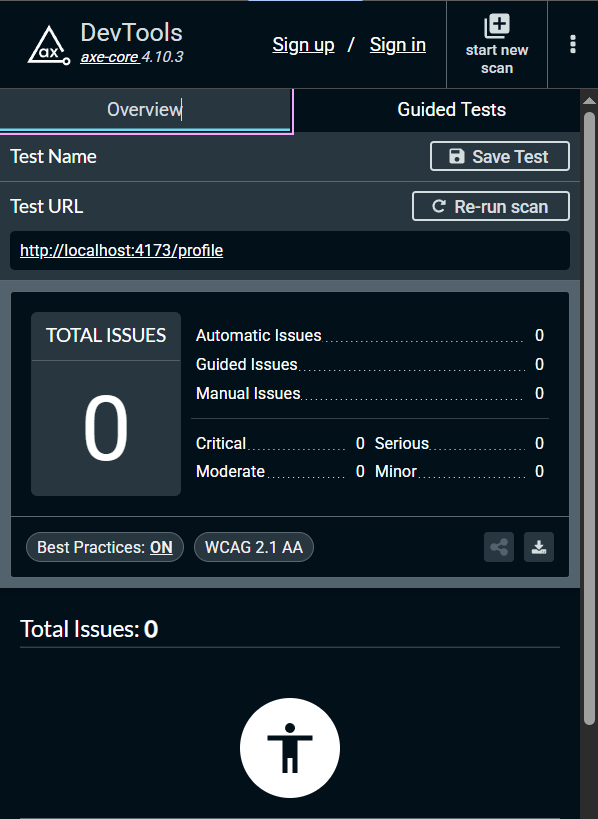 ax
DevTools
axe-core 4.10.3
Sign up / Sign in
start new
scan
Overview
Guided Tests
Test Name
Save Test
Test URL
Re-run scan
http://localhost:4173/profile
TOTAL ISSUES
0
Automatic Issues 0
Guided Issues 0
Manual Issues 0
Critical 0 Serious 0
Moderate 0 Minor 0
Best Practices: ON
WCAG 2.1 AA
Total Issues: 0